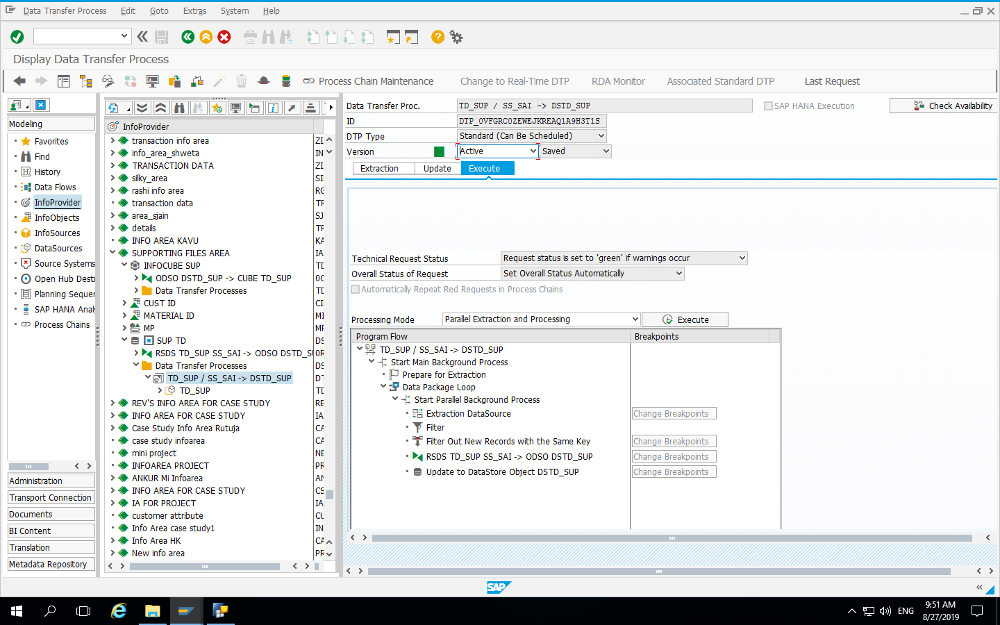 Data Transfer Process Edit Goto Extras System Help
Display Data Transfer Process
Process Chain Maintenance Change to Real-Time DTP RDA Monitor Associated Standard DTP Last Request
Modeling
Favorites
Find
History
Data Flows
InfoProvider
InfoObjects
InfoSources
DataSources
Source Systems
Open Hub Desti
Planning Sequer
SAP HANA Anal
Process Chains
Administration
Transport Connection
Documents
BI Content
Translation
Metadata Repository
InfoProvider
transaction info area ZI
info_area_shweta IN
TRANSACTION DATA ZI
silky_area SI
rashi info area RG
transaction data TR
area_sjain SJ
details TR
INFO AREA KAVU KA
SUPPORTING FILES AREA IA
INFOCUBE SUP TD
ODSO DSTD_SUP -> CUBE TD_SUP 0C
Data Transfer Processes TD
CUST ID CI
MATERIAL ID MI
MP MP
SUP TD DS
RSDS TD_SUP SS_SAI -> ODSO DSTD_SU 0R
Data Transfer Processes DS
TD_SUP / SS_SAI -> DSTD_SUP DT
TD_SUP TD
REV'S INFO AREA FOR CASE STUDY RE
INFO AREA FOR CASE STUDY IA
Case Study Info Area Rutuja CA
case study infoarea CA
mini project NE
INFOAREA PROJECT PR
ANKUR Mi Infoarea AN
INFO AREA FOR CASE STUDY CS
IA FOR PROJECT IA
customer attribute CU
Info Area case study1 IN
Info Area HK CA
New info area PR
Data Transfer Proc. TD_SUP / SS_SAI -> DSTD_SUP SAP HANA Execution Check Availability
ID DTP_0VFGRC0ZEWEJKREAQ1A9H3T1S
DTP Type Standard (Can Be Scheduled)
Version Active Saved
Extraction Update Execute
Technical Request Status Request status is set to 'green' if warnings occur
Overall Status of Request Set Overall Status Automatically
Automatically Repeat Red Requests in Process Chains
Processing Mode Parallel Extraction and Processing Execute
Program Flow Breakpoints
TD_SUP / SS_SAI -> DSTD_SUP
Start Main Background Process
Prepare for Extraction
Data Package Loop
Start Parallel Background Process
Extraction DataSource Change Breakpoints
Filter
Filter Out New Records with the Same Key Change Breakpoints
RSDS TD_SUP SS_SAI -> ODSO DSTD_SUP Change Breakpoints
Update to DataStore Object DSTD_SUP Change Breakpoints
SAP
ENG
9:51 AM
8/27/2019